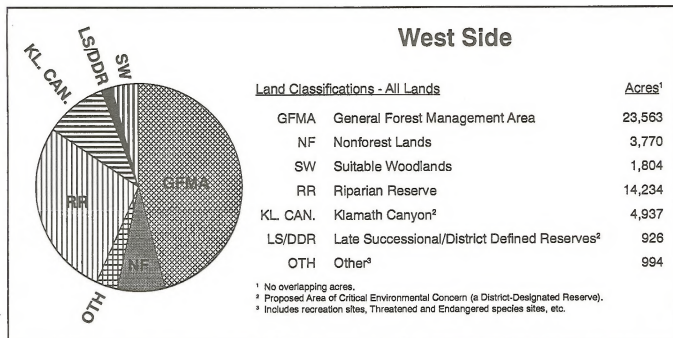 West Side
SW
LS/DDR
KL. CAN.
GFMA
RR
NF
OTH
Land Classifications - All Lands Acres¹
GFMA General Forest Management Area 23,563
NF Nonforest Lands 3,770
SW Suitable Woodlands 1,804
RR Riparian Reserve 14,234
KL. CAN. Klamath Canyon² 4,937
LS/DDR Late Successional/District Defined Reserves² 926
OTH Other³ 994
¹ No overlapping acres.
² Proposed Area of Critical Environmental Concern (a District-Designated Reserve).
³ Includes recreation sites, Threatened and Endangered species sites, etc.